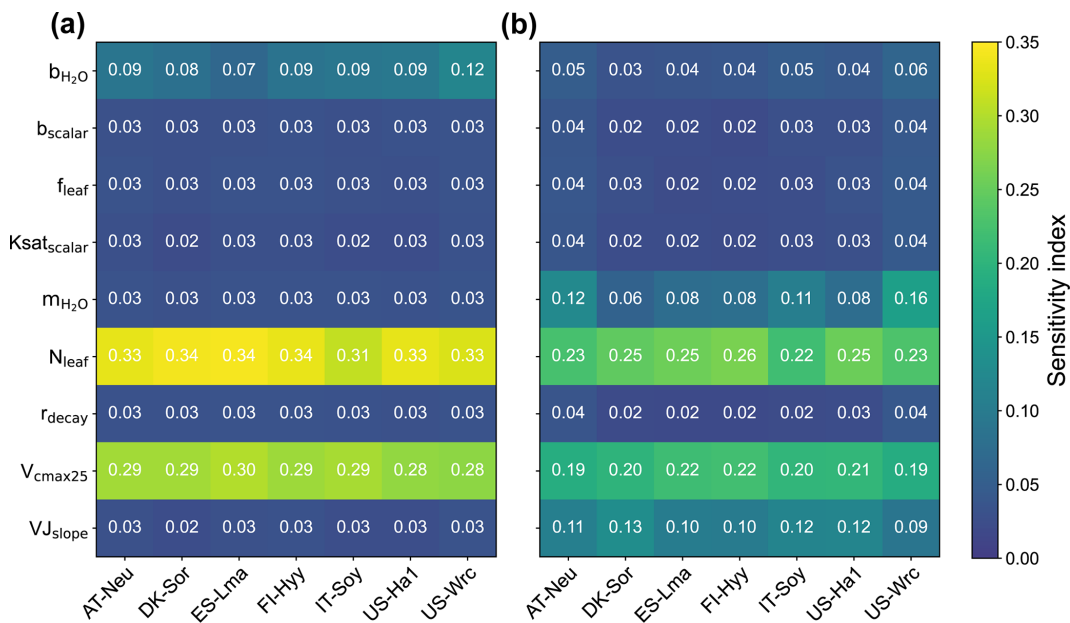 (a) (b)
b_H₂O 0.09 0.08 0.07 0.09 0.09 0.09 0.12 0.05 0.03 0.04 0.04 0.05 0.04 0.06
b_scalar 0.03 0.03 0.03 0.03 0.03 0.03 0.03 0.04 0.02 0.02 0.02 0.03 0.03 0.04
f_leaf 0.03 0.03 0.03 0.03 0.03 0.03 0.03 0.04 0.03 0.02 0.02 0.03 0.03 0.04
Ksat_scalar 0.03 0.02 0.03 0.03 0.02 0.03 0.03 0.04 0.02 0.02 0.02 0.03 0.03 0.04
m_H₂O 0.03 0.03 0.03 0.03 0.03 0.03 0.03 0.12 0.06 0.08 0.08 0.11 0.08 0.16
N_leaf 0.33 0.34 0.34 0.34 0.31 0.33 0.33 0.23 0.25 0.25 0.26 0.22 0.25 0.23
r_decay 0.03 0.03 0.03 0.03 0.03 0.03 0.03 0.04 0.02 0.02 0.02 0.02 0.03 0.04
V_cmax25 0.29 0.29 0.30 0.29 0.29 0.28 0.28 0.19 0.20 0.22 0.22 0.20 0.21 0.19
VJ_slope 0.03 0.02 0.03 0.03 0.03 0.03 0.03 0.11 0.13 0.10 0.10 0.12 0.12 0.09
AT-Neu DK-Sor ES-Lma FI-Hyy IT-Soy US-Ha1 US-Wrc AT-Neu DK-Sor ES-Lma FI-Hyy IT-Soy US-Ha1 US-Wrc
0.35
0.30
0.25
0.20
0.15
0.10
0.05
0.00
Sensitivity index